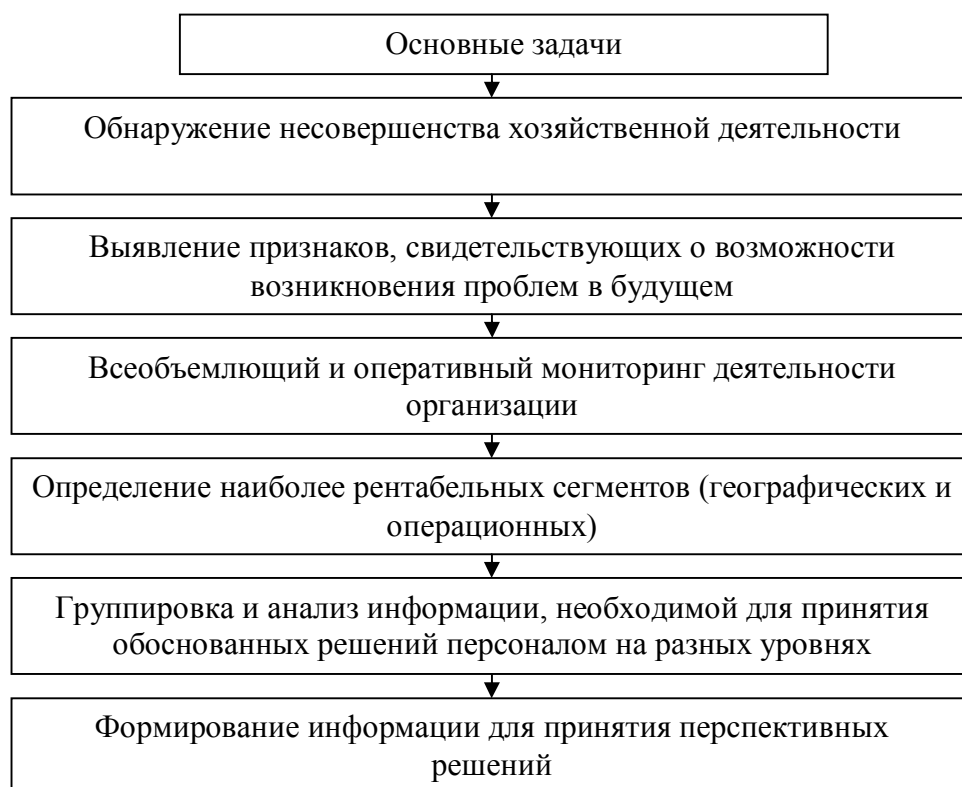 Основные задачи
Обнаружение несовершенства хозяйственной деятельности
Выявление признаков, свидетельствующих о возможности
возникновения проблем в будущем
Всеобъемлющий и оперативный мониторинг деятельности
организации
Определение наиболее рентабельных сегментов (географических и
операционных)
Группировка и анализ информации, необходимой для принятия
обоснованных решений персоналом на разных уровнях
Формирование информации для принятия перспективных
решений